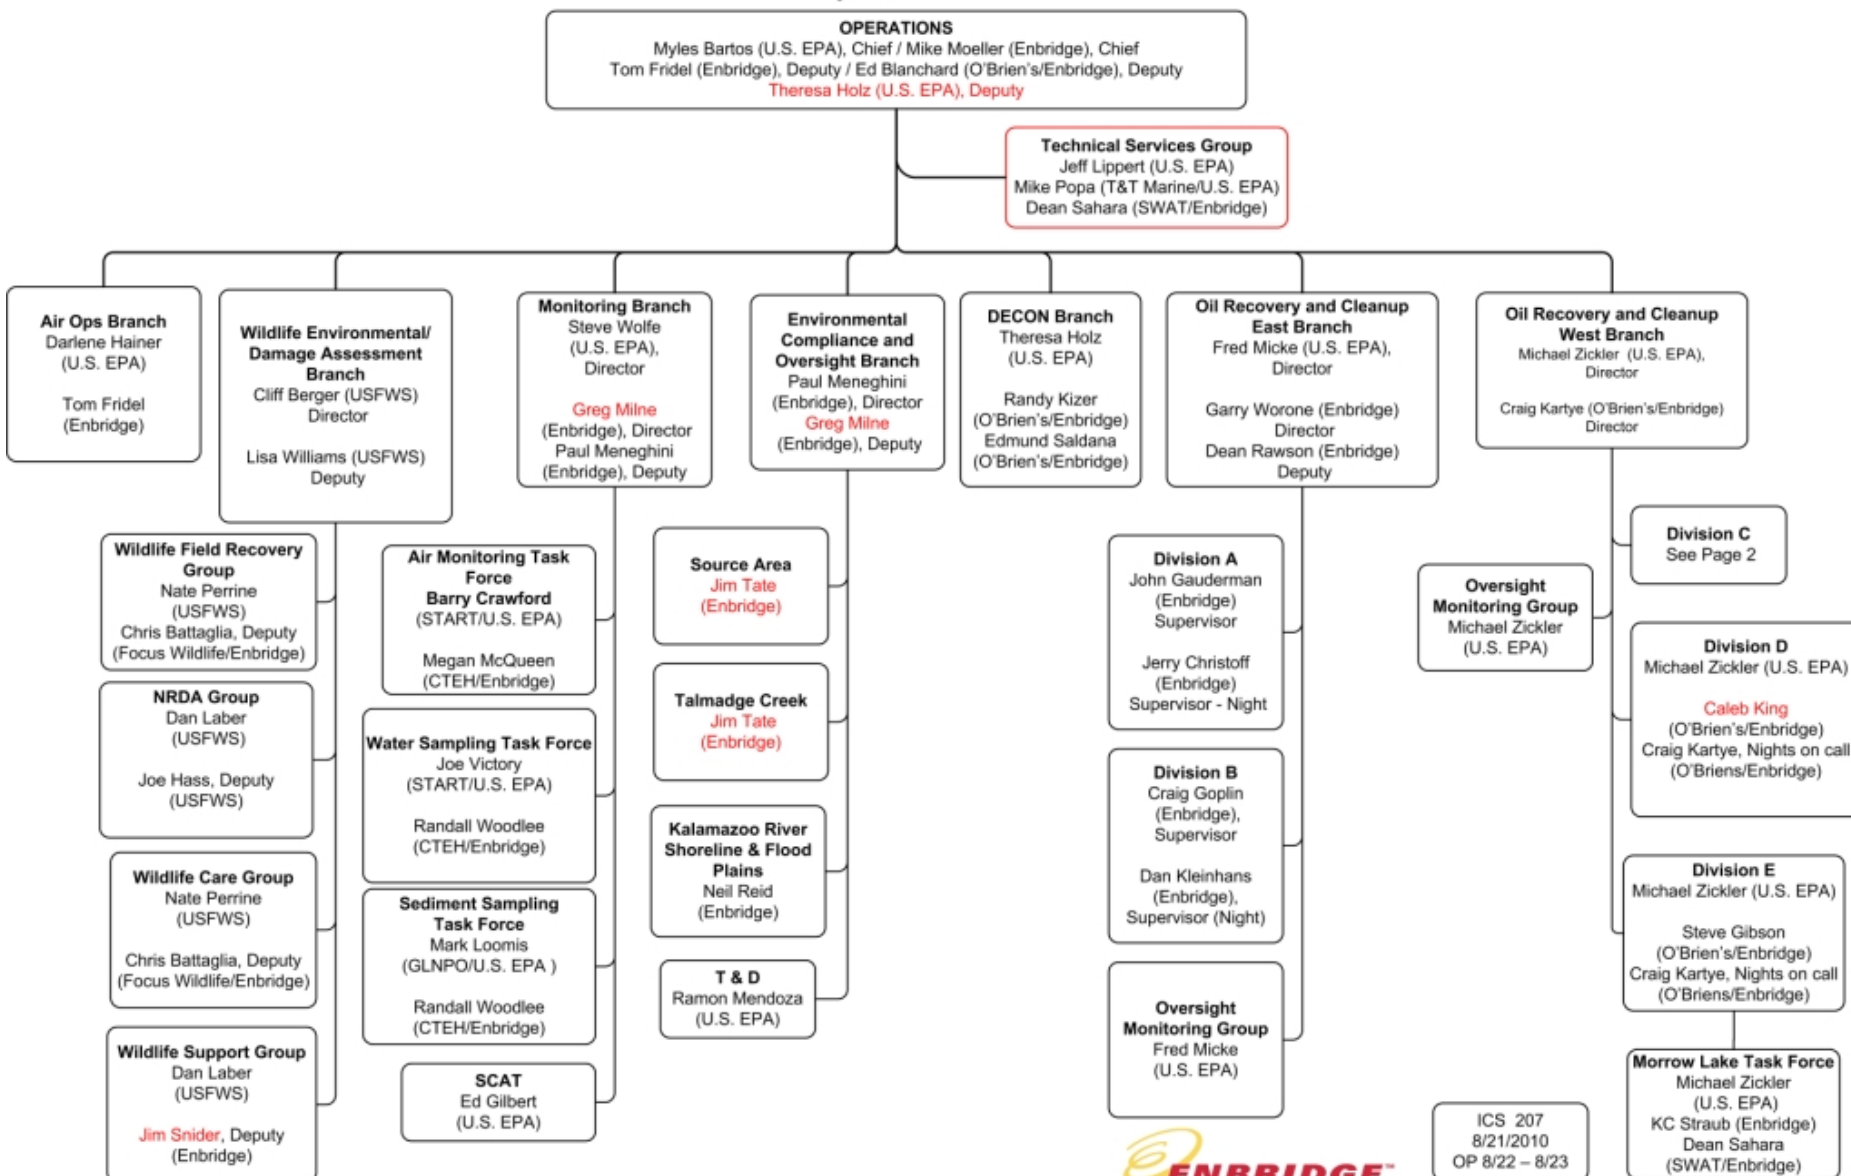 OPERATIONS
Myles Bartos (U.S. EPA), Chief / Mike Moeller (Enbridge), Chief
Tom Fridel (Enbridge), Deputy / Ed Blanchard (O'Brien's/Enbridge), Deputy
Theresa Holz (U.S. EPA), Deputy
Technical Services Group
Jeff Lippert (U.S. EPA)
Mike Popa (T&T Marine/U.S. EPA)
Dean Sahara (SWAT/Enbridge)
Air Ops Branch
Darlene Hainer
(U.S. EPA)
Tom Fridel
(Enbridge)
Wildlife Environmental/
Damage Assessment
Branch
Cliff Berger (USFWS)
Director
Lisa Williams (USFWS)
Deputy
Monitoring Branch
Steve Wolfe
(U.S. EPA),
Director
Greg Milne
(Enbridge), Director
Paul Meneghini
(Enbridge), Deputy
Environmental
Compliance and
Oversight Branch
Paul Meneghini
(Enbridge), Director
Greg Milne
(Enbridge), Deputy
DECON Branch
Theresa Holz
(U.S. EPA)
Randy Kizer
(O'Brien's/Enbridge)
Edmund Saldana
(O'Brien's/Enbridge)
Oil Recovery and Cleanup
East Branch
Fred Micke (U.S. EPA),
Director
Garry Worone (Enbridge)
Director
Dean Rawson (Enbridge)
Deputy
Oil Recovery and Cleanup
West Branch
Michael Zickler (U.S. EPA),
Director
Craig Kartye (O'Brien's/Enbridge)
Director
Wildlife Field Recovery
Group
Nate Perrine
(USFWS)
Chris Battaglia, Deputy
(Focus Wildlife/Enbridge)
NRDA Group
Dan Laber
(USFWS)
Joe Hass, Deputy
(USFWS)
Wildlife Care Group
Nate Perrine
(USFWS)
Chris Battaglia, Deputy
(Focus Wildlife/Enbridge)
Wildlife Support Group
Dan Laber
(USFWS)
Jim Snider, Deputy
(Enbridge)
Air Monitoring Task
Force
Barry Crawford
(START/U.S. EPA)
Megan McQueen
(CTEH/Enbridge)
Water Sampling Task Force
Joe Victory
(START/U.S. EPA)
Randall Woodlee
(CTEH/Enbridge)
Sediment Sampling
Task Force
Mark Loomis
(GLNPO/U.S. EPA )
Randall Woodlee
(CTEH/Enbridge)
SCAT
Ed Gilbert
(U.S. EPA)
Source Area
Jim Tate
(Enbridge)
Talmadge Creek
Jim Tate
(Enbridge)
Kalamazoo River
Shoreline & Flood
Plains
Neil Reid
(Enbridge)
T & D
Ramon Mendoza
(U.S. EPA)
Division A
John Gauderman
(Enbridge)
Supervisor
Jerry Christoff
(Enbridge)
Supervisor - Night
Division B
Craig Goplin
(Enbridge),
Supervisor
Dan Kleinhans
(Enbridge),
Supervisor (Night)
Oversight
Monitoring Group
Fred Micke
(U.S. EPA)
Oversight
Monitoring Group
Michael Zickler
(U.S. EPA)
Division C
See Page 2
Division D
Michael Zickler (U.S. EPA)
Caleb King
(O'Brien's/Enbridge)
Craig Kartye, Nights on call
(O'Briens/Enbridge)
Division E
Michael Zickler (U.S. EPA)
Steve Gibson
(O'Brien's/Enbridge)
Craig Kartye, Nights on call
(O'Briens/Enbridge)
Morrow Lake Task Force
Michael Zickler
(U.S. EPA)
KC Straub (Enbridge)
Dean Sahara
(SWAT/Enbridge)
ENBRIDGE™
ICS 207
8/21/2010
OP 8/22 – 8/23